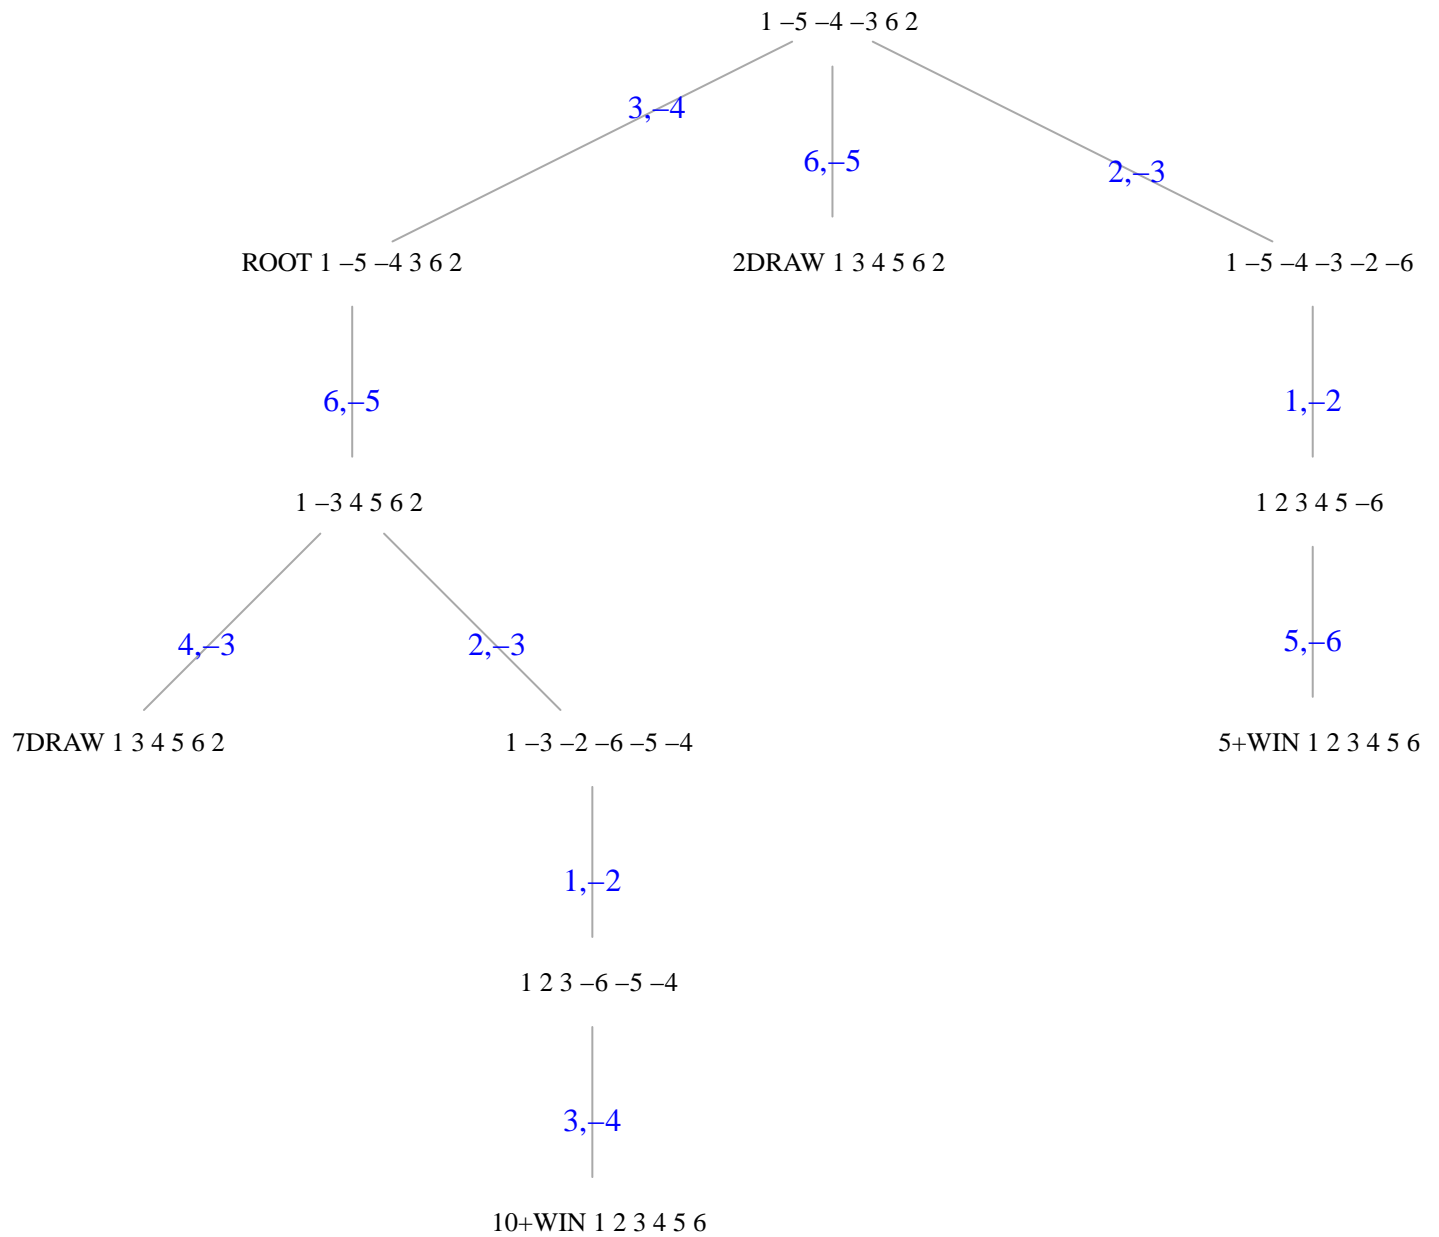 1 –5 –4 –3 6 2
3,–4
6,–5
2,–3
ROOT 1 –5 –4 3 6 2
2DRAW 1 3 4 5 6 2
1 –5 –4 –3 –2 –6
6,–5
1,–2
1 –3 4 5 6 2
1 2 3 4 5 –6
4,–3
2,–3
5,–6
7DRAW 1 3 4 5 6 2
1 –3 –2 –6 –5 –4
5+WIN 1 2 3 4 5 6
1,–2
1 2 3 –6 –5 –4
3,–4
10+WIN 1 2 3 4 5 6